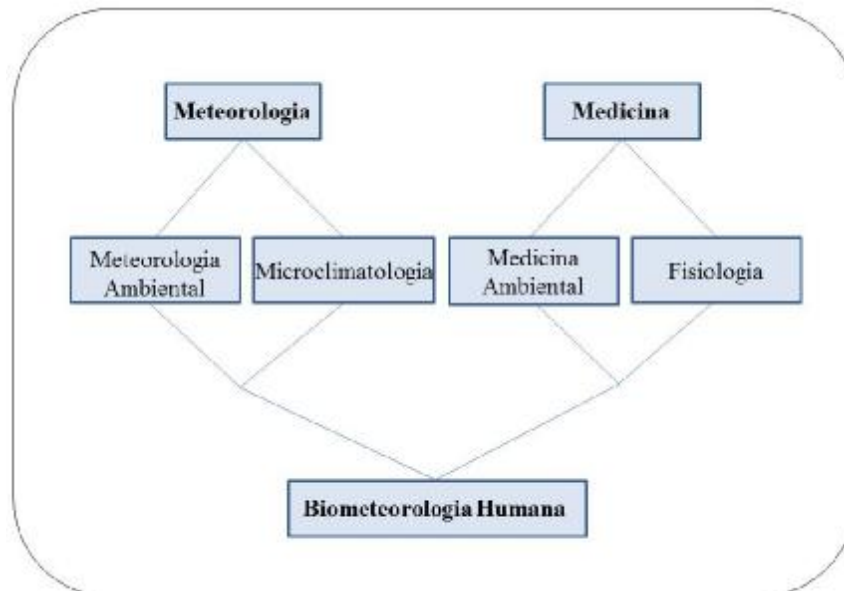 Meteorologia
Medicina
Meteorologia
Ambiental
Microclimatologia
Medicina
Ambiental
Fisiologia
Biometeorologia Humana